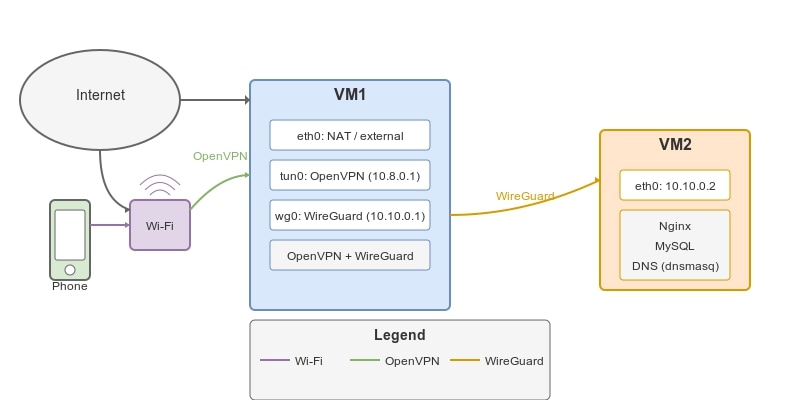 Internet
VM1
eth0: NAT / external
OpenVPN
tun0: OpenVPN (10.8.0.1)
wg0: WireGuard (10.10.0.1)
OpenVPN + WireGuard
Wi-Fi
Phone
WireGuard
VM2
eth0: 10.10.0.2
Nginx
MySQL
DNS (dnsmasq)
Legend
Wi-Fi
OpenVPN
WireGuard